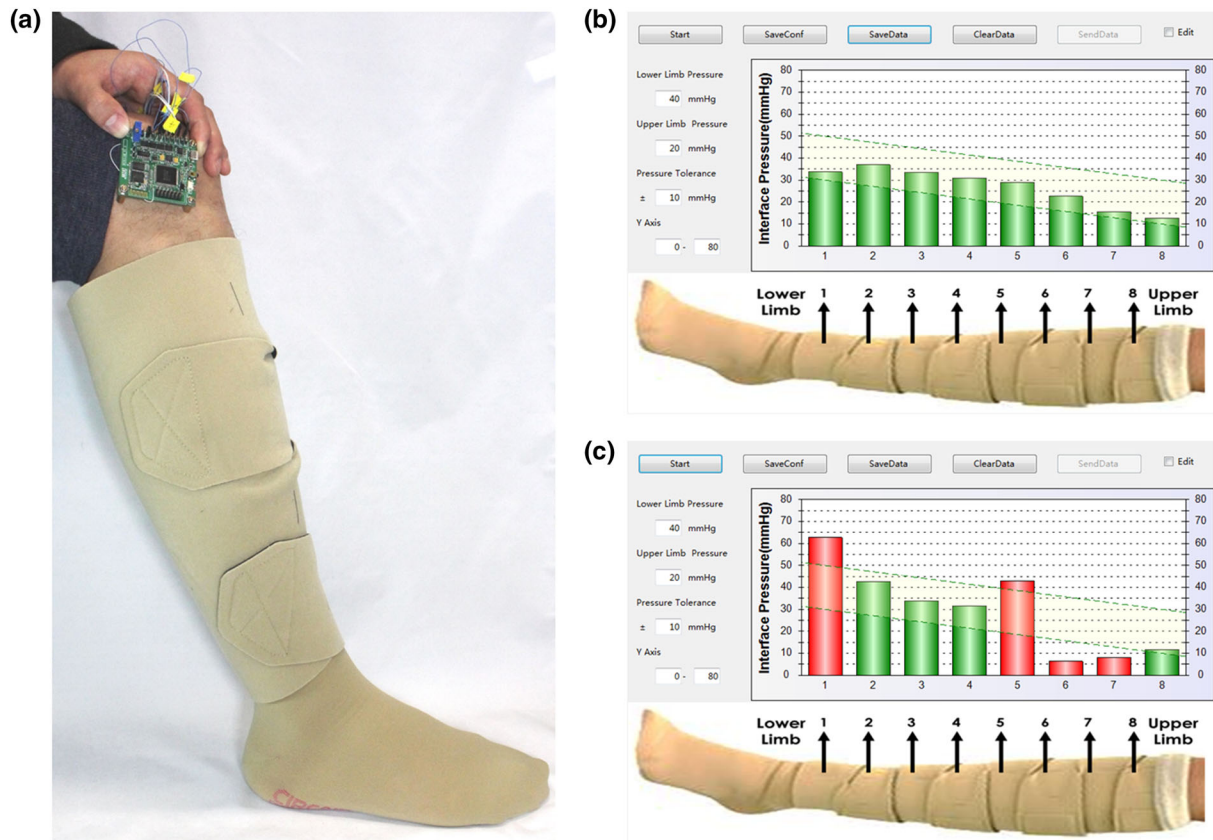 (a)
(b)
Start SaveConf SaveData ClearData SendData Edit
Lower Limb Pressure
40 mmHg
Upper Limb Pressure
20 mmHg
Pressure Tolerance
± 10 mmHg
Y Axis
0 - 80
Interface Pressure(mmHg)
80 80
70 70
60 60
50 50
40 40
30 30
20 20
10 10
0 0
1 2 3 4 5 6 7 8
Lower Limb 1 2 3 4 5 6 7 8 Upper Limb
(c)
Start SaveConf SaveData ClearData SendData Edit
Lower Limb Pressure
40 mmHg
Upper Limb Pressure
20 mmHg
Pressure Tolerance
± 10 mmHg
Y Axis
0 - 80
Interface Pressure(mmHg)
80 80
70 70
60 60
50 50
40 40
30 30
20 20
10 10
0 0
1 2 3 4 5 6 7 8
Lower Limb 1 2 3 4 5 6 7 8 Upper Limb